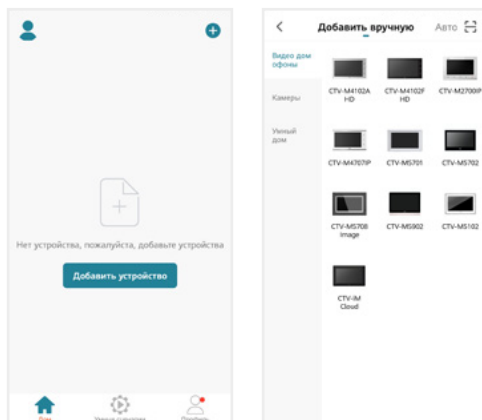 Нет устройства, пожалуйста, добавьте устройства
Добавить устройство
Дом
Умные сценарии
Профиль
Добавить вручную
Авто
Видео дом
офоны
Камеры
Умный
дом
CTV-M4102A
HD
CTV-M4102F
HD
CTV-M2700IP
CTV-M4707IP
CTV-M5701
CTV-M5702
CTV-M5708
Image
CTV-M5902
CTV-M5102
CTV-iM
Cloud